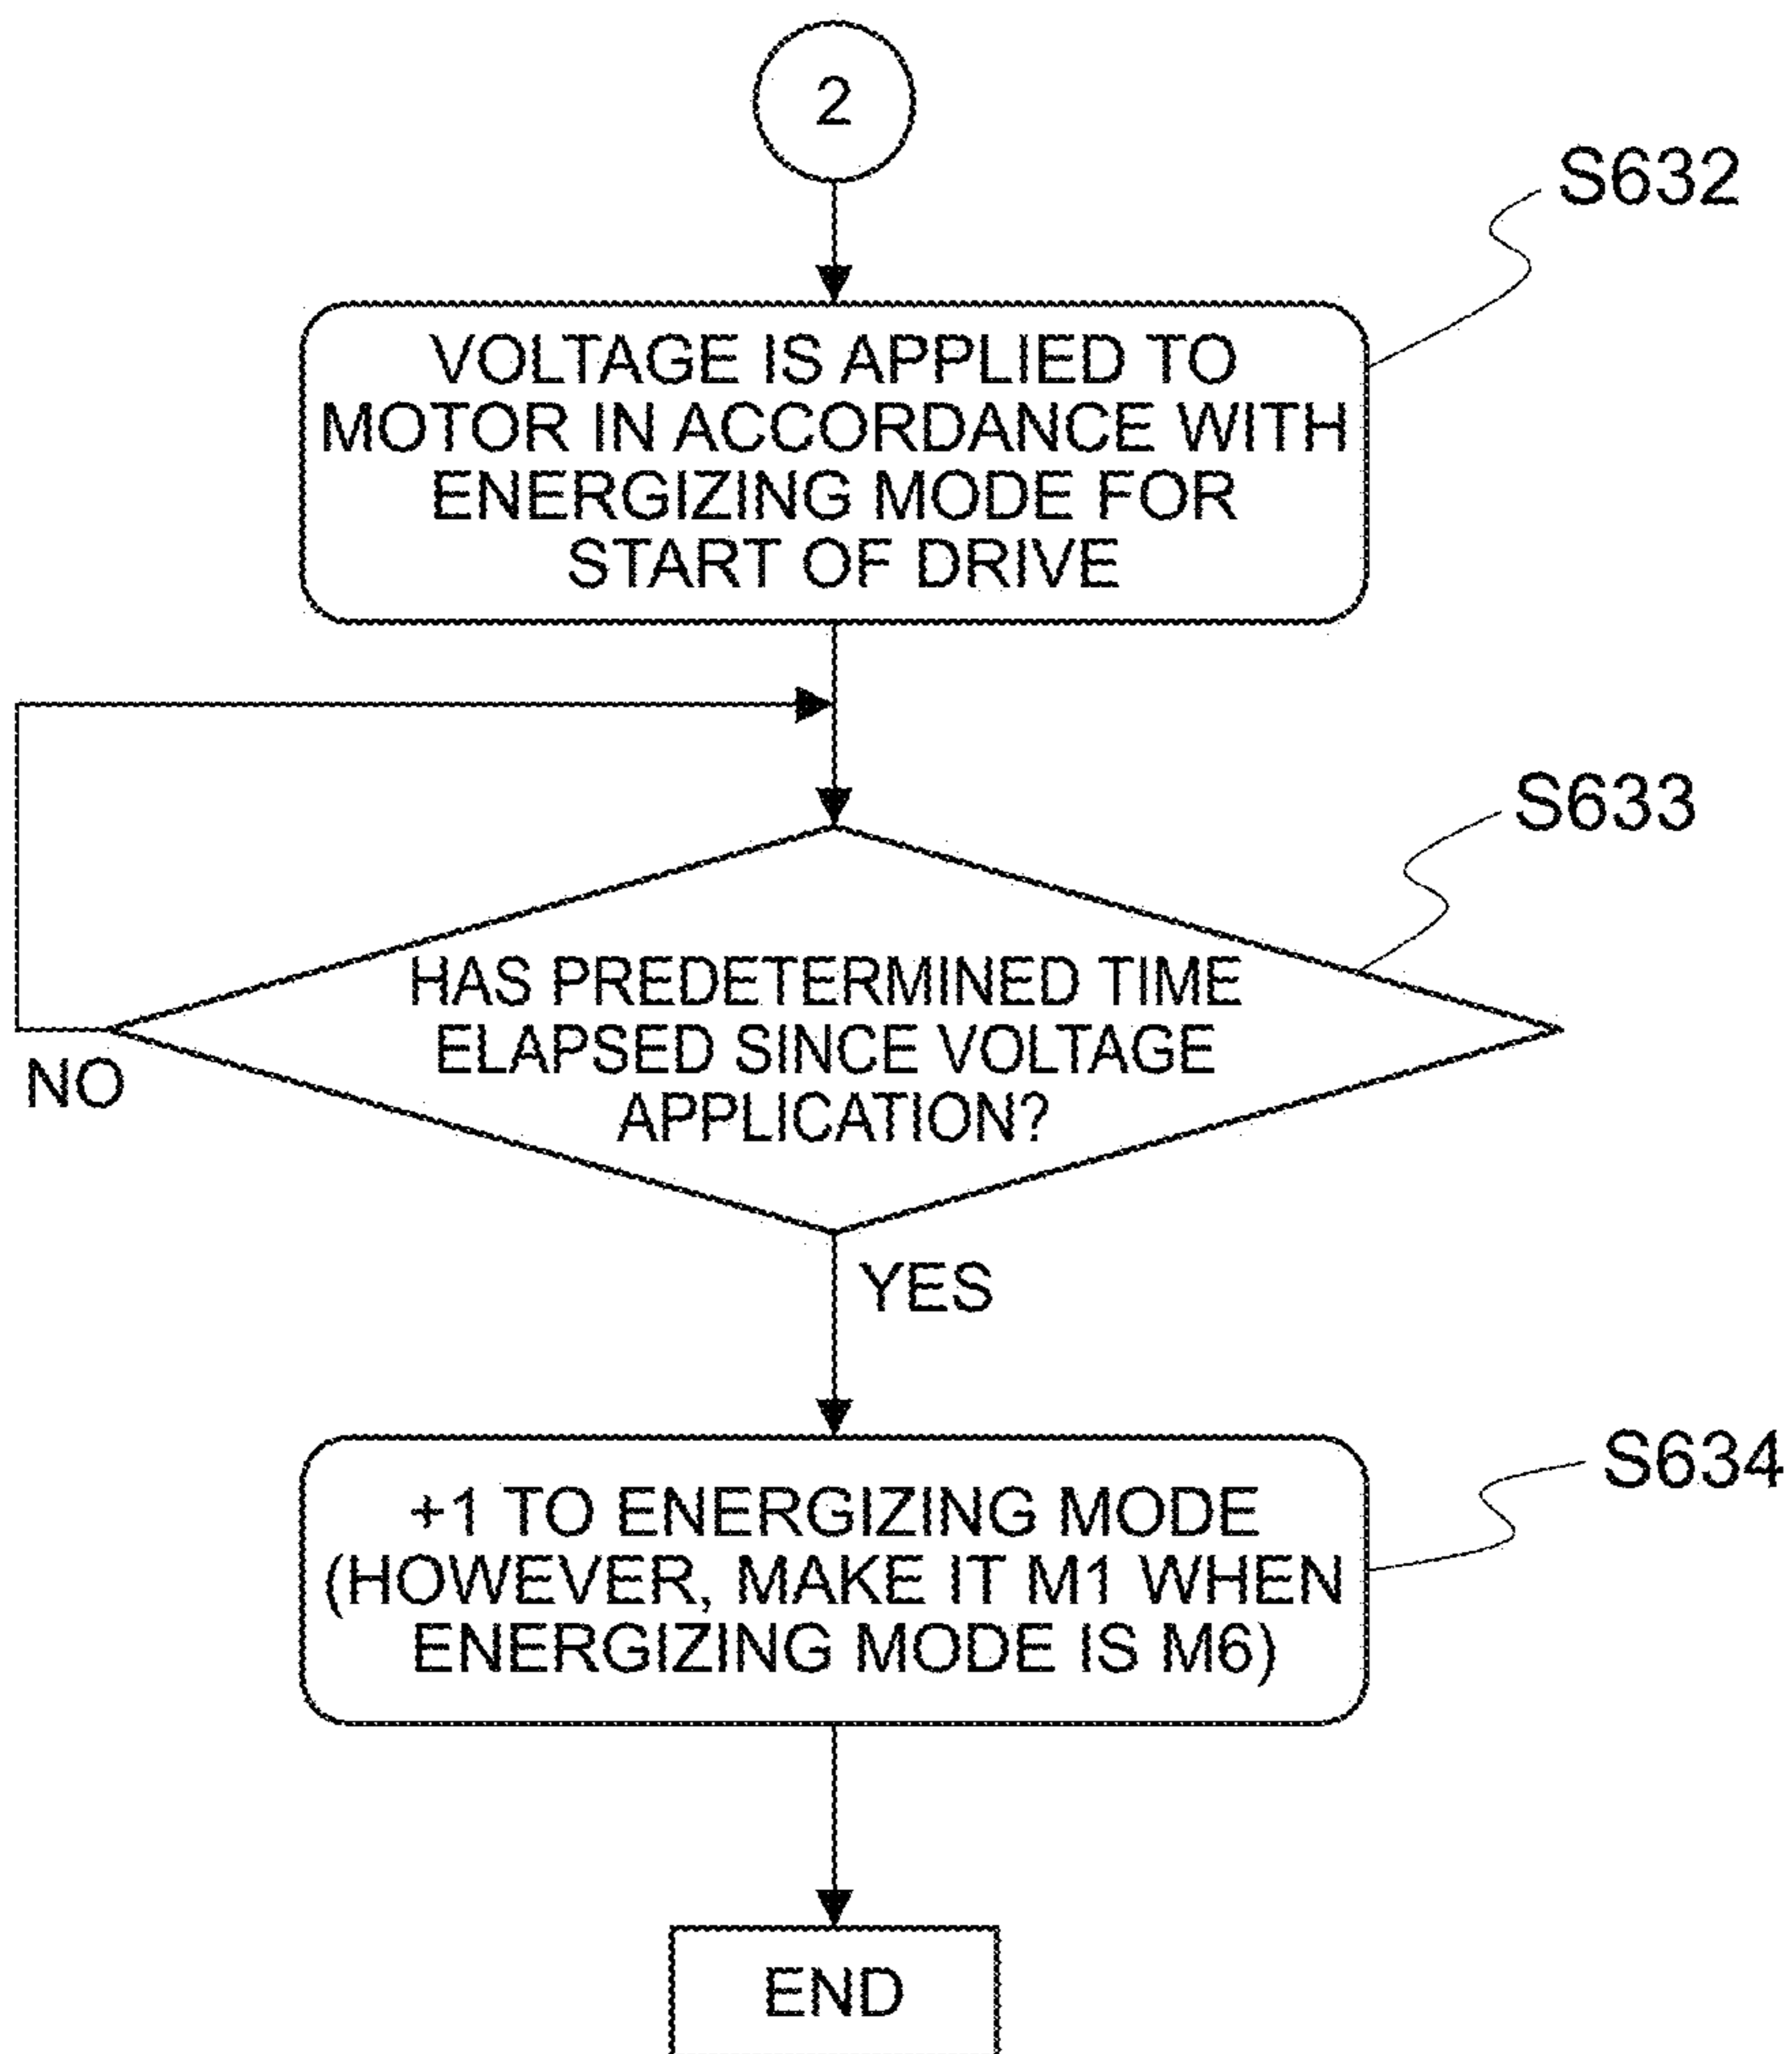 2
S632
VOLTAGE IS APPLIED TO
MOTOR IN ACCORDANCE WITH
ENERGIZING MODE FOR
START OF DRIVE
S633
HAS PREDETERMINED TIME
ELAPSED SINCE VOLTAGE
APPLICATION?
NO
YES
S634
+1 TO ENERGIZING MODE
(HOWEVER, MAKE IT M1 WHEN
ENERGIZING MODE IS M6)
END